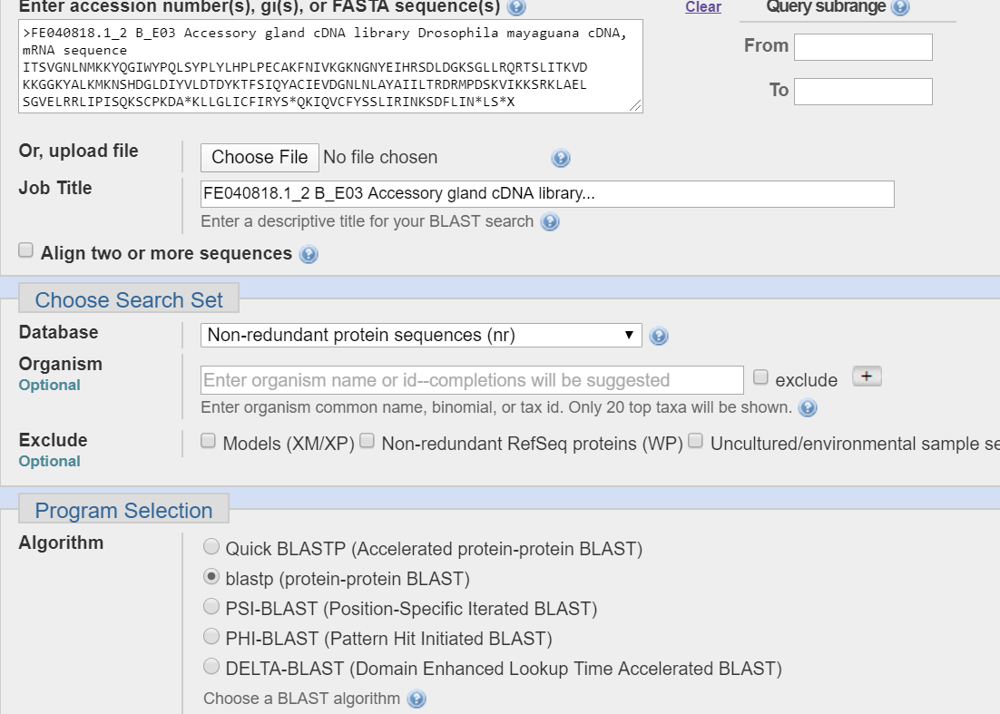 Enter accession number(s), gi(s), or FASTA sequence(s)
Clear
Query subrange
>FE040818.1_2 B_E03 Accessory gland cDNA library Drosophila mayaguana cDNA,
mRNA sequence
ITSVGNLNMKKYQGIWYPQLSYPLYLHPLPECAKFNIVKGKNGNYEIHRSDLDGKSGLLRQRTSLITKVD
KKGGKYALKMKNSHDGLDIYVLDTDYKTFSIQYACIEVDGNLNLAYAIILTRDRMPDSKVIKKSRKLAEL
SGVELRRLIPISQKSCPKDA*KLLGLICFIRYS*QKIQVCFYSSLIRINKSDFLIN*LS*X
From
To
Or, upload file
Choose File No file chosen
Job Title
FE040818.1_2 B_E03 Accessory gland cDNA library...
Enter a descriptive title for your BLAST search
Align two or more sequences
Choose Search Set
Database
Non-redundant protein sequences (nr)
Organism
Optional
Enter organism name or id--completions will be suggested
exclude
+
Enter organism common name, binomial, or tax id. Only 20 top taxa will be shown.
Exclude
Optional
Models (XM/XP) Non-redundant RefSeq proteins (WP) Uncultured/environmental sample se
Program Selection
Algorithm
Quick BLASTP (Accelerated protein-protein BLAST)
blastp (protein-protein BLAST)
PSI-BLAST (Position-Specific Iterated BLAST)
PHI-BLAST (Pattern Hit Initiated BLAST)
DELTA-BLAST (Domain Enhanced Lookup Time Accelerated BLAST)
Choose a BLAST algorithm